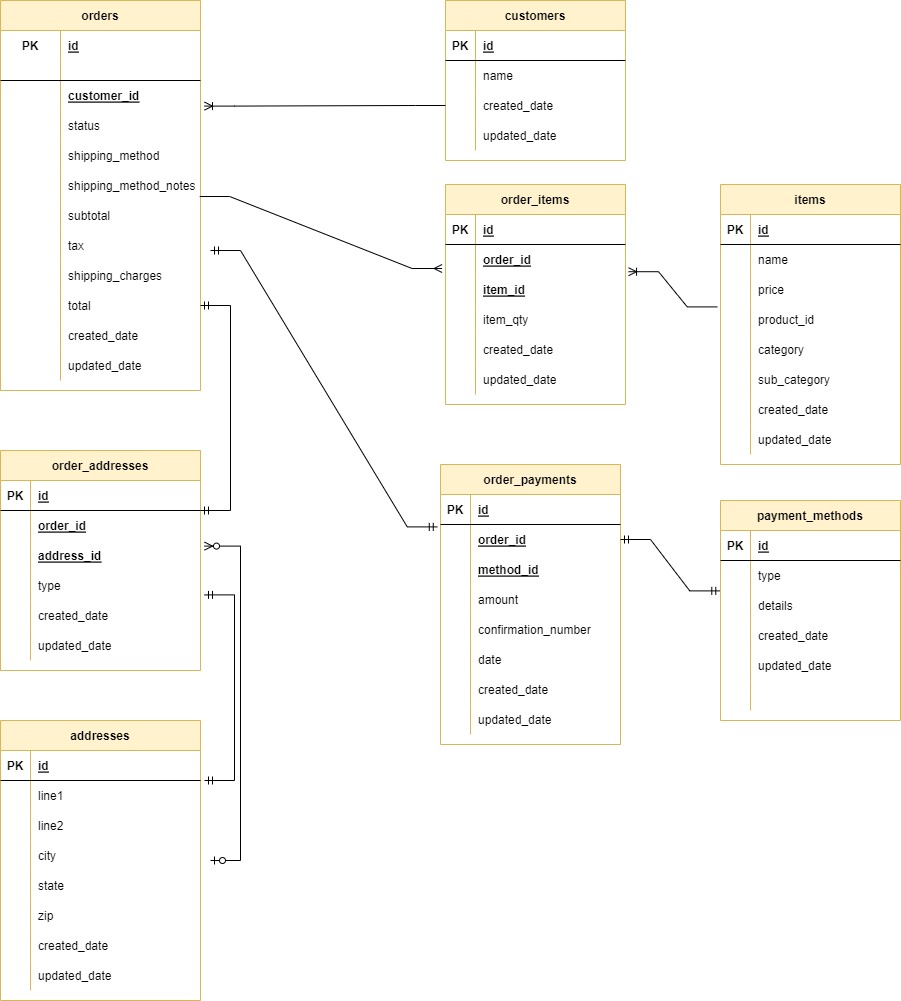 orders
PK id
customer_id
status
shipping_method
shipping_method_notes
subtotal
tax
shipping_charges
total
created_date
updated_date
customers
PK id
name
created_date
updated_date
order_items
PK id
order_id
item_id
item_qty
created_date
updated_date
items
PK id
name
price
product_id
category
sub_category
created_date
updated_date
order_addresses
PK id
order_id
address_id
type
created_date
updated_date
order_payments
PK id
order_id
method_id
amount
confirmation_number
date
created_date
updated_date
payment_methods
PK id
type
details
created_date
updated_date
addresses
PK id
line1
line2
city
state
zip
created_date
updated_date